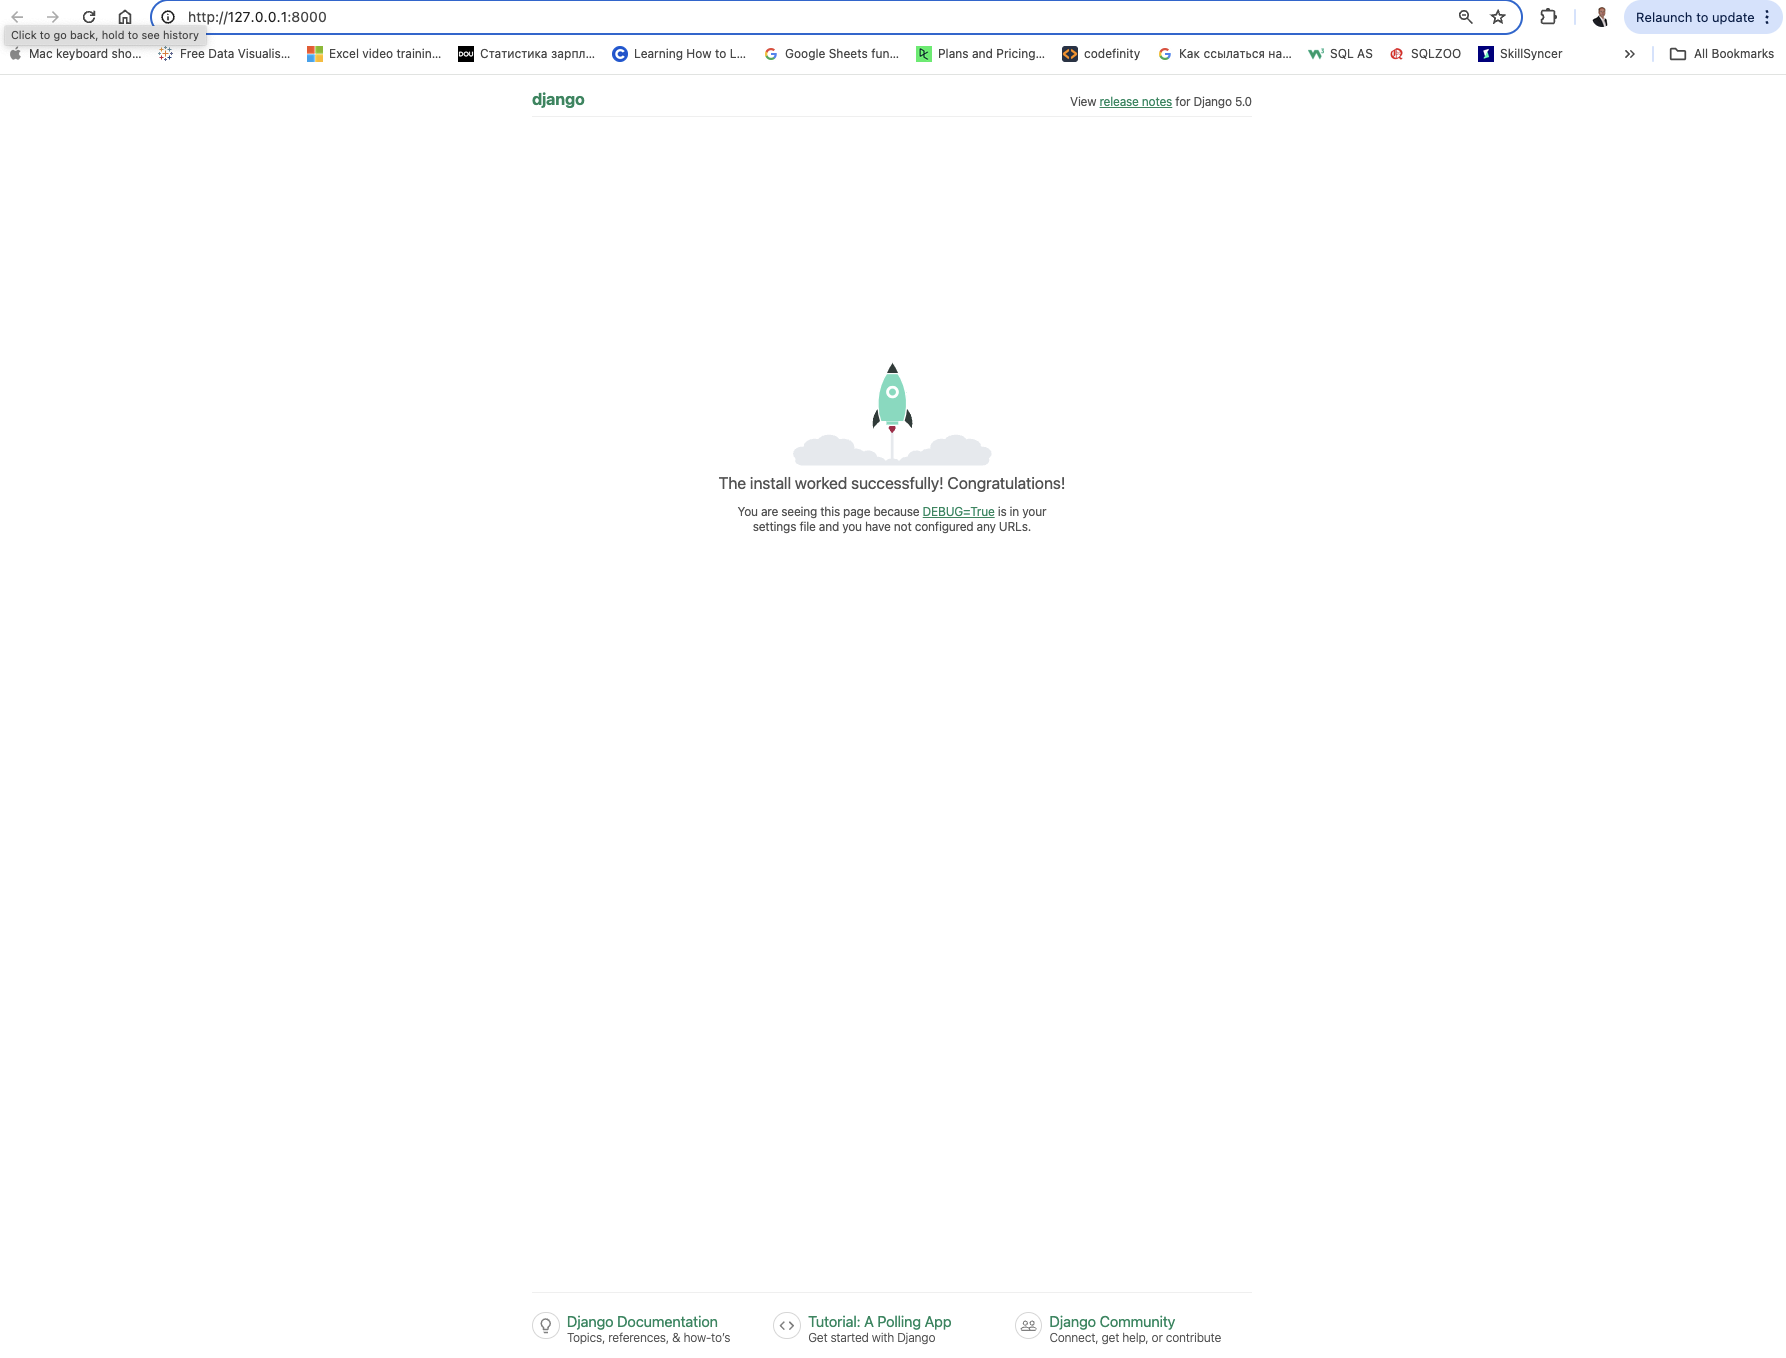 http://127.0.0.1:8000
Relaunch to update
Click to go back, hold to see history
Mac keyboard sho... Free Data Visualis... Excel video trainin... DOU Статистика зарпл... Learning How to L... Google Sheets fun... Plans and Pricing... codefinity Как ссылаться на... SQL AS SQLZOO SkillSyncer All Bookmarks
django
View release notes for Django 5.0
The install worked successfully! Congratulations!
You are seeing this page because DEBUG=True is in your
settings file and you have not configured any URLs.
Django Documentation
Topics, references, & how-to's
Tutorial: A Polling App
Get started with Django
Django Community
Connect, get help, or contribute